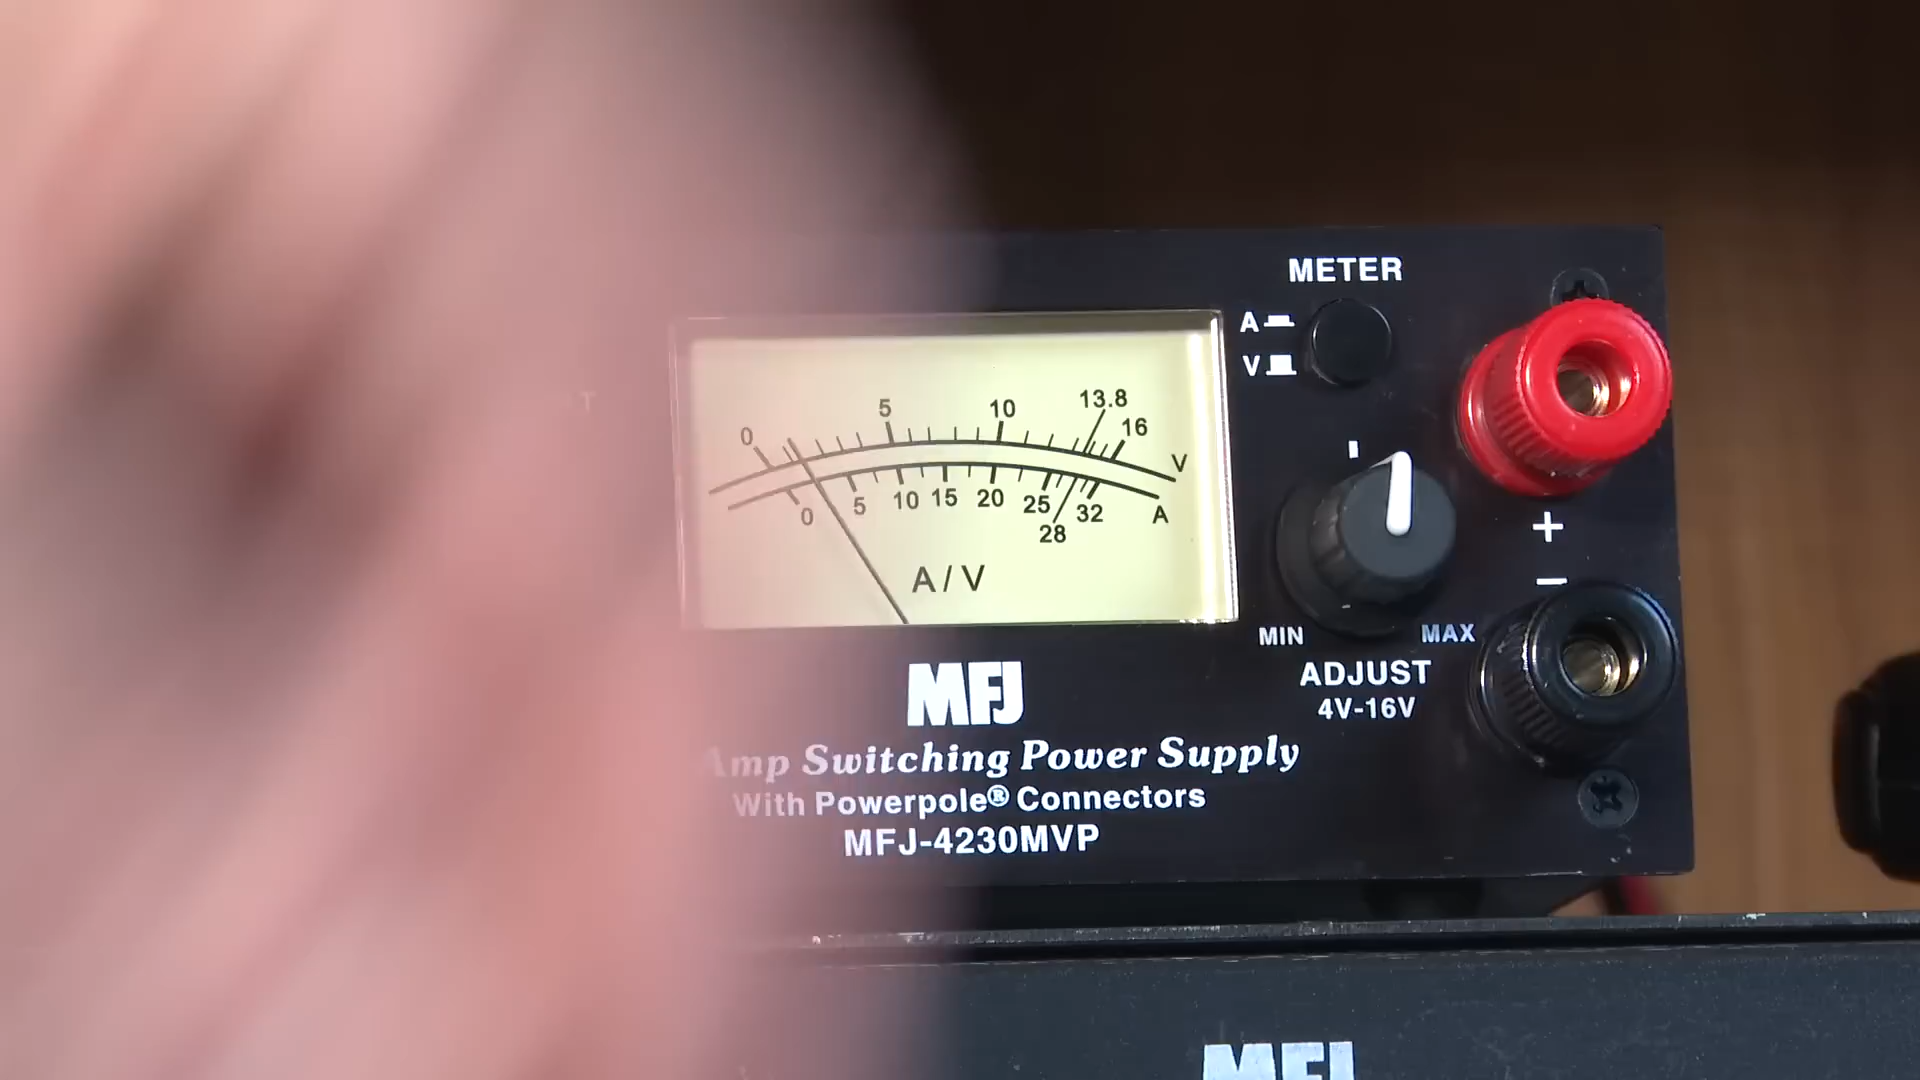 METER
A
V
0 5 10 13.8 16 V
0 5 10 15 20 25 28 32 A
A / V
+
−
MIN MAX
ADJUST
4V-16V
MFJ
Amp Switching Power Supply
With Powerpole® Connectors
MFJ-4230MVP
MFJ